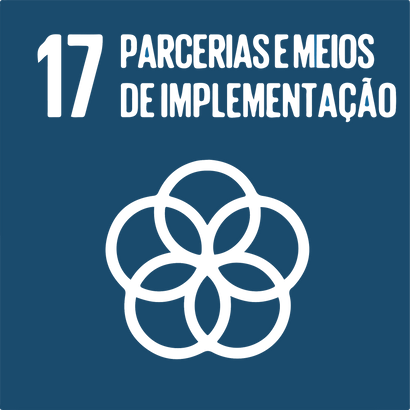 17 PARCERIAS E MEIOS
DE IMPLEMENTAÇÃO